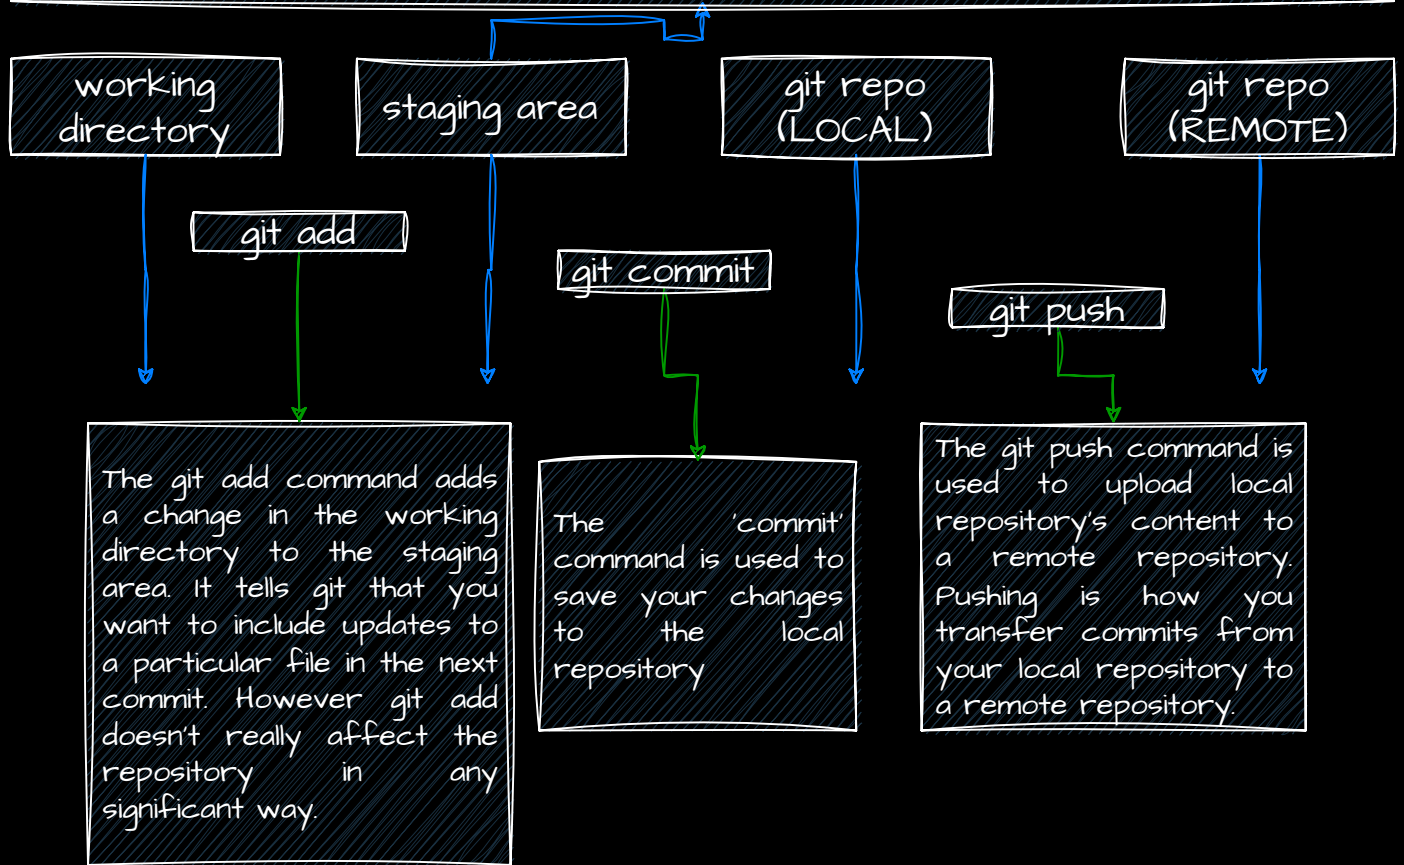 working
directory
staging area
git repo
(LOCAL)
git repo
(REMOTE)
git add
git commit
git push
The git add command adds
a change in the working
directory to the staging
area. It tells git that you
want to include updates to
a particular file in the next
commit. However git add
doesn't really affect the
repository in any
significant way.
The 'commit'
command is used to
save your changes
to the local
repository
The git push command is
used to upload local
repository's content to
a remote repository.
Pushing is how you
transfer commits from
your local repository to
a remote repository.